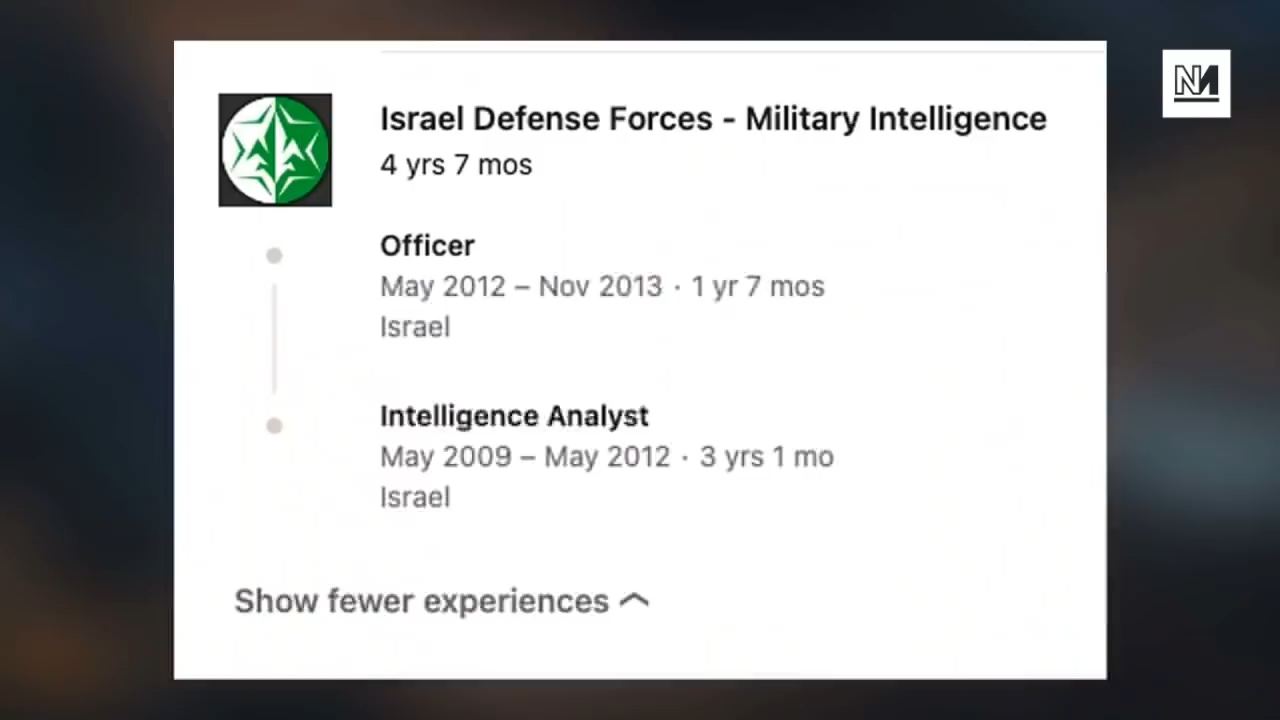 NM
Israel Defense Forces - Military Intelligence
4 yrs 7 mos
Officer
May 2012 – Nov 2013 · 1 yr 7 mos
Israel
Intelligence Analyst
May 2009 – May 2012 · 3 yrs 1 mo
Israel
Show fewer experiences